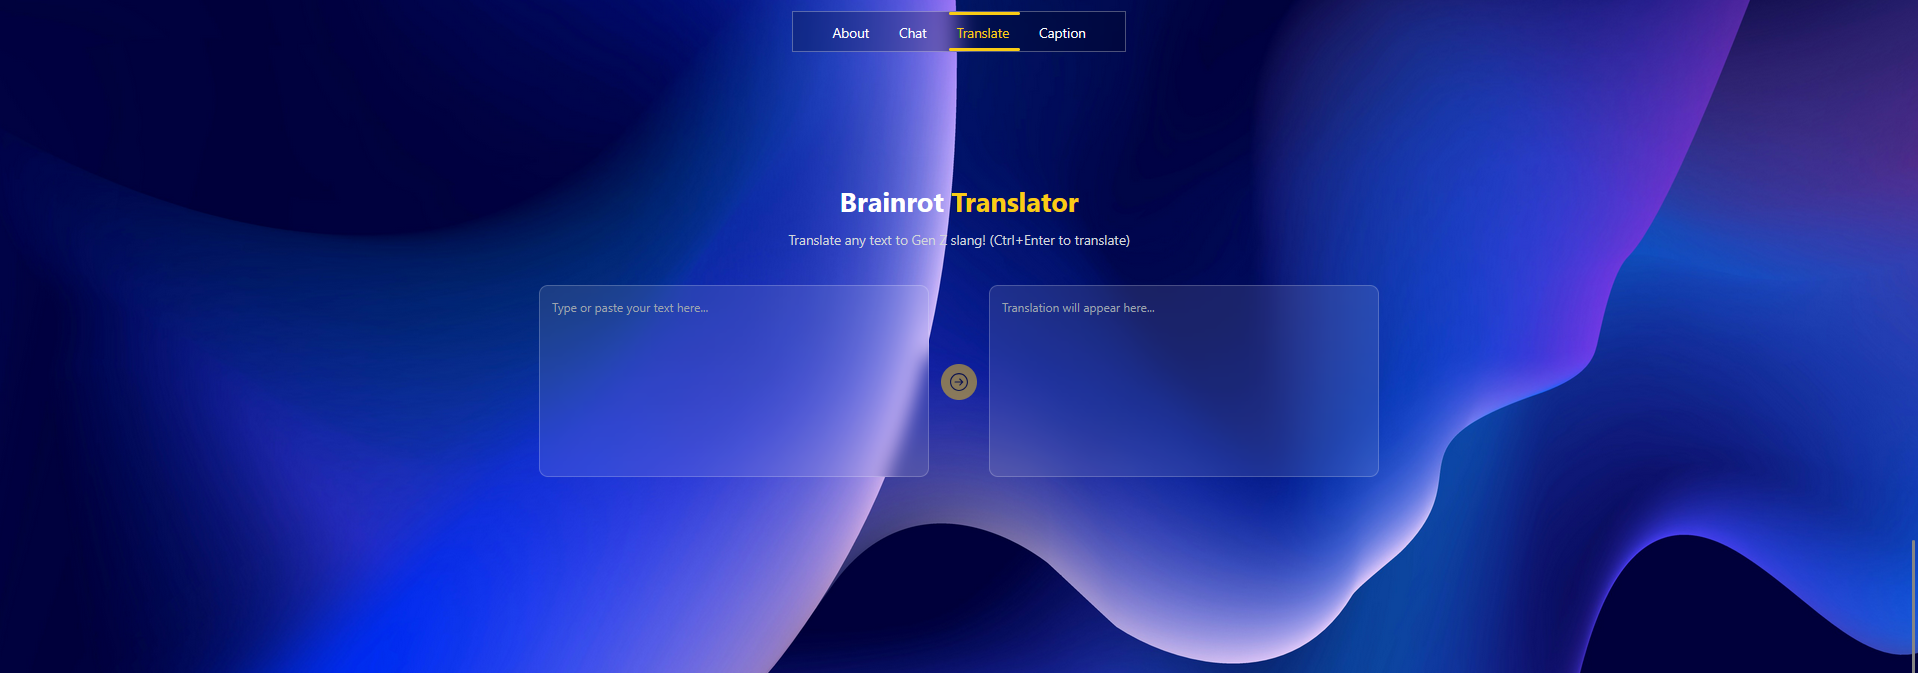 About Chat Translate Caption
Brainrot Translator
Translate any text to Gen Z slang! (Ctrl+Enter to translate)
Type or paste your text here...
Translation will appear here...